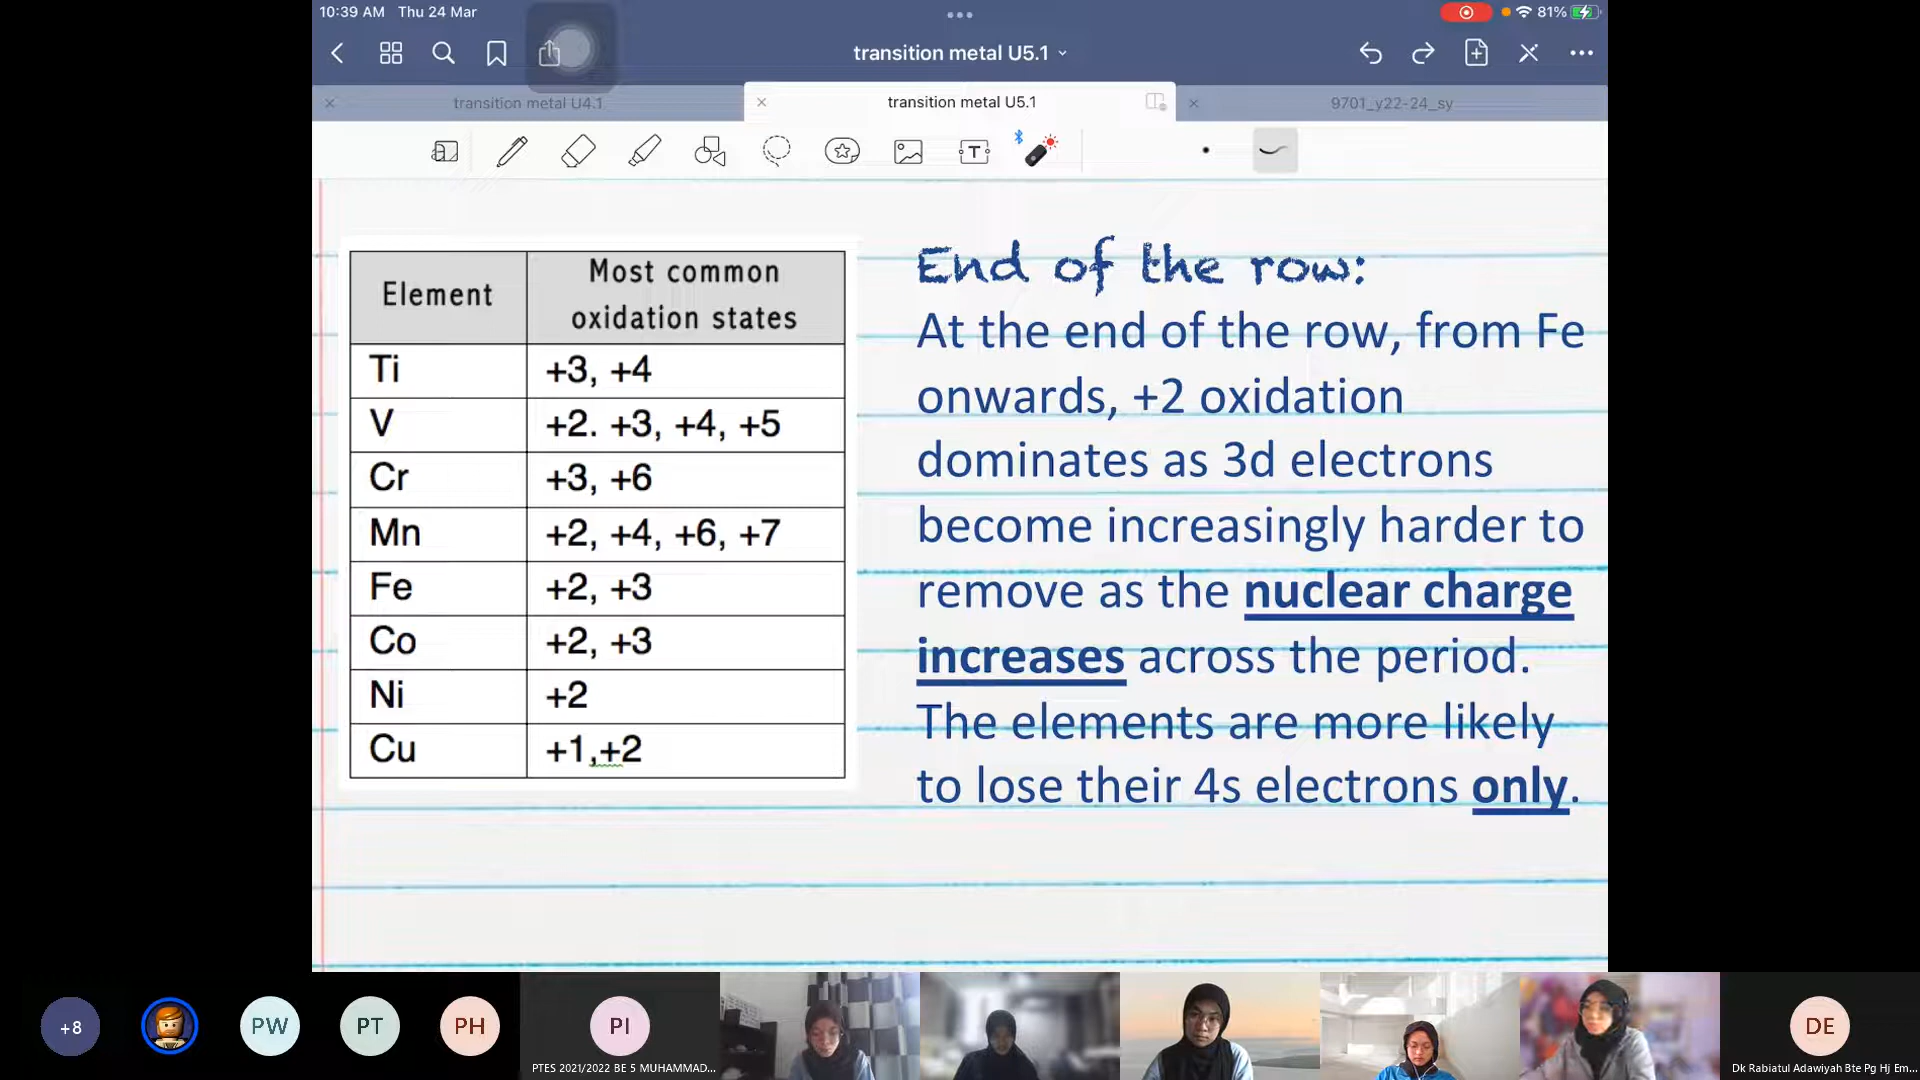 10:39 AM Thu 24 Mar
81%
transition metal U5.1
transition metal U4.1
transition metal U5.1
9701_y22-24_sy
Element
Most common
oxidation states
Ti +3, +4
V +2. +3, +4, +5
Cr +3, +6
Mn +2, +4, +6, +7
Fe +2, +3
Co +2, +3
Ni +2
Cu +1,+2
End of the row:
At the end of the row, from Fe
onwards, +2 oxidation
dominates as 3d electrons
become increasingly harder to
remove as the nuclear charge
increases across the period.
The elements are more likely
to lose their 4s electrons only.
+8
PW
PT
PH
PI
PTES 2021/2022 BE 5 MUHAMMAD...
DE
Dk Rabiatul Adawiyah Bte Pg Hj Em...